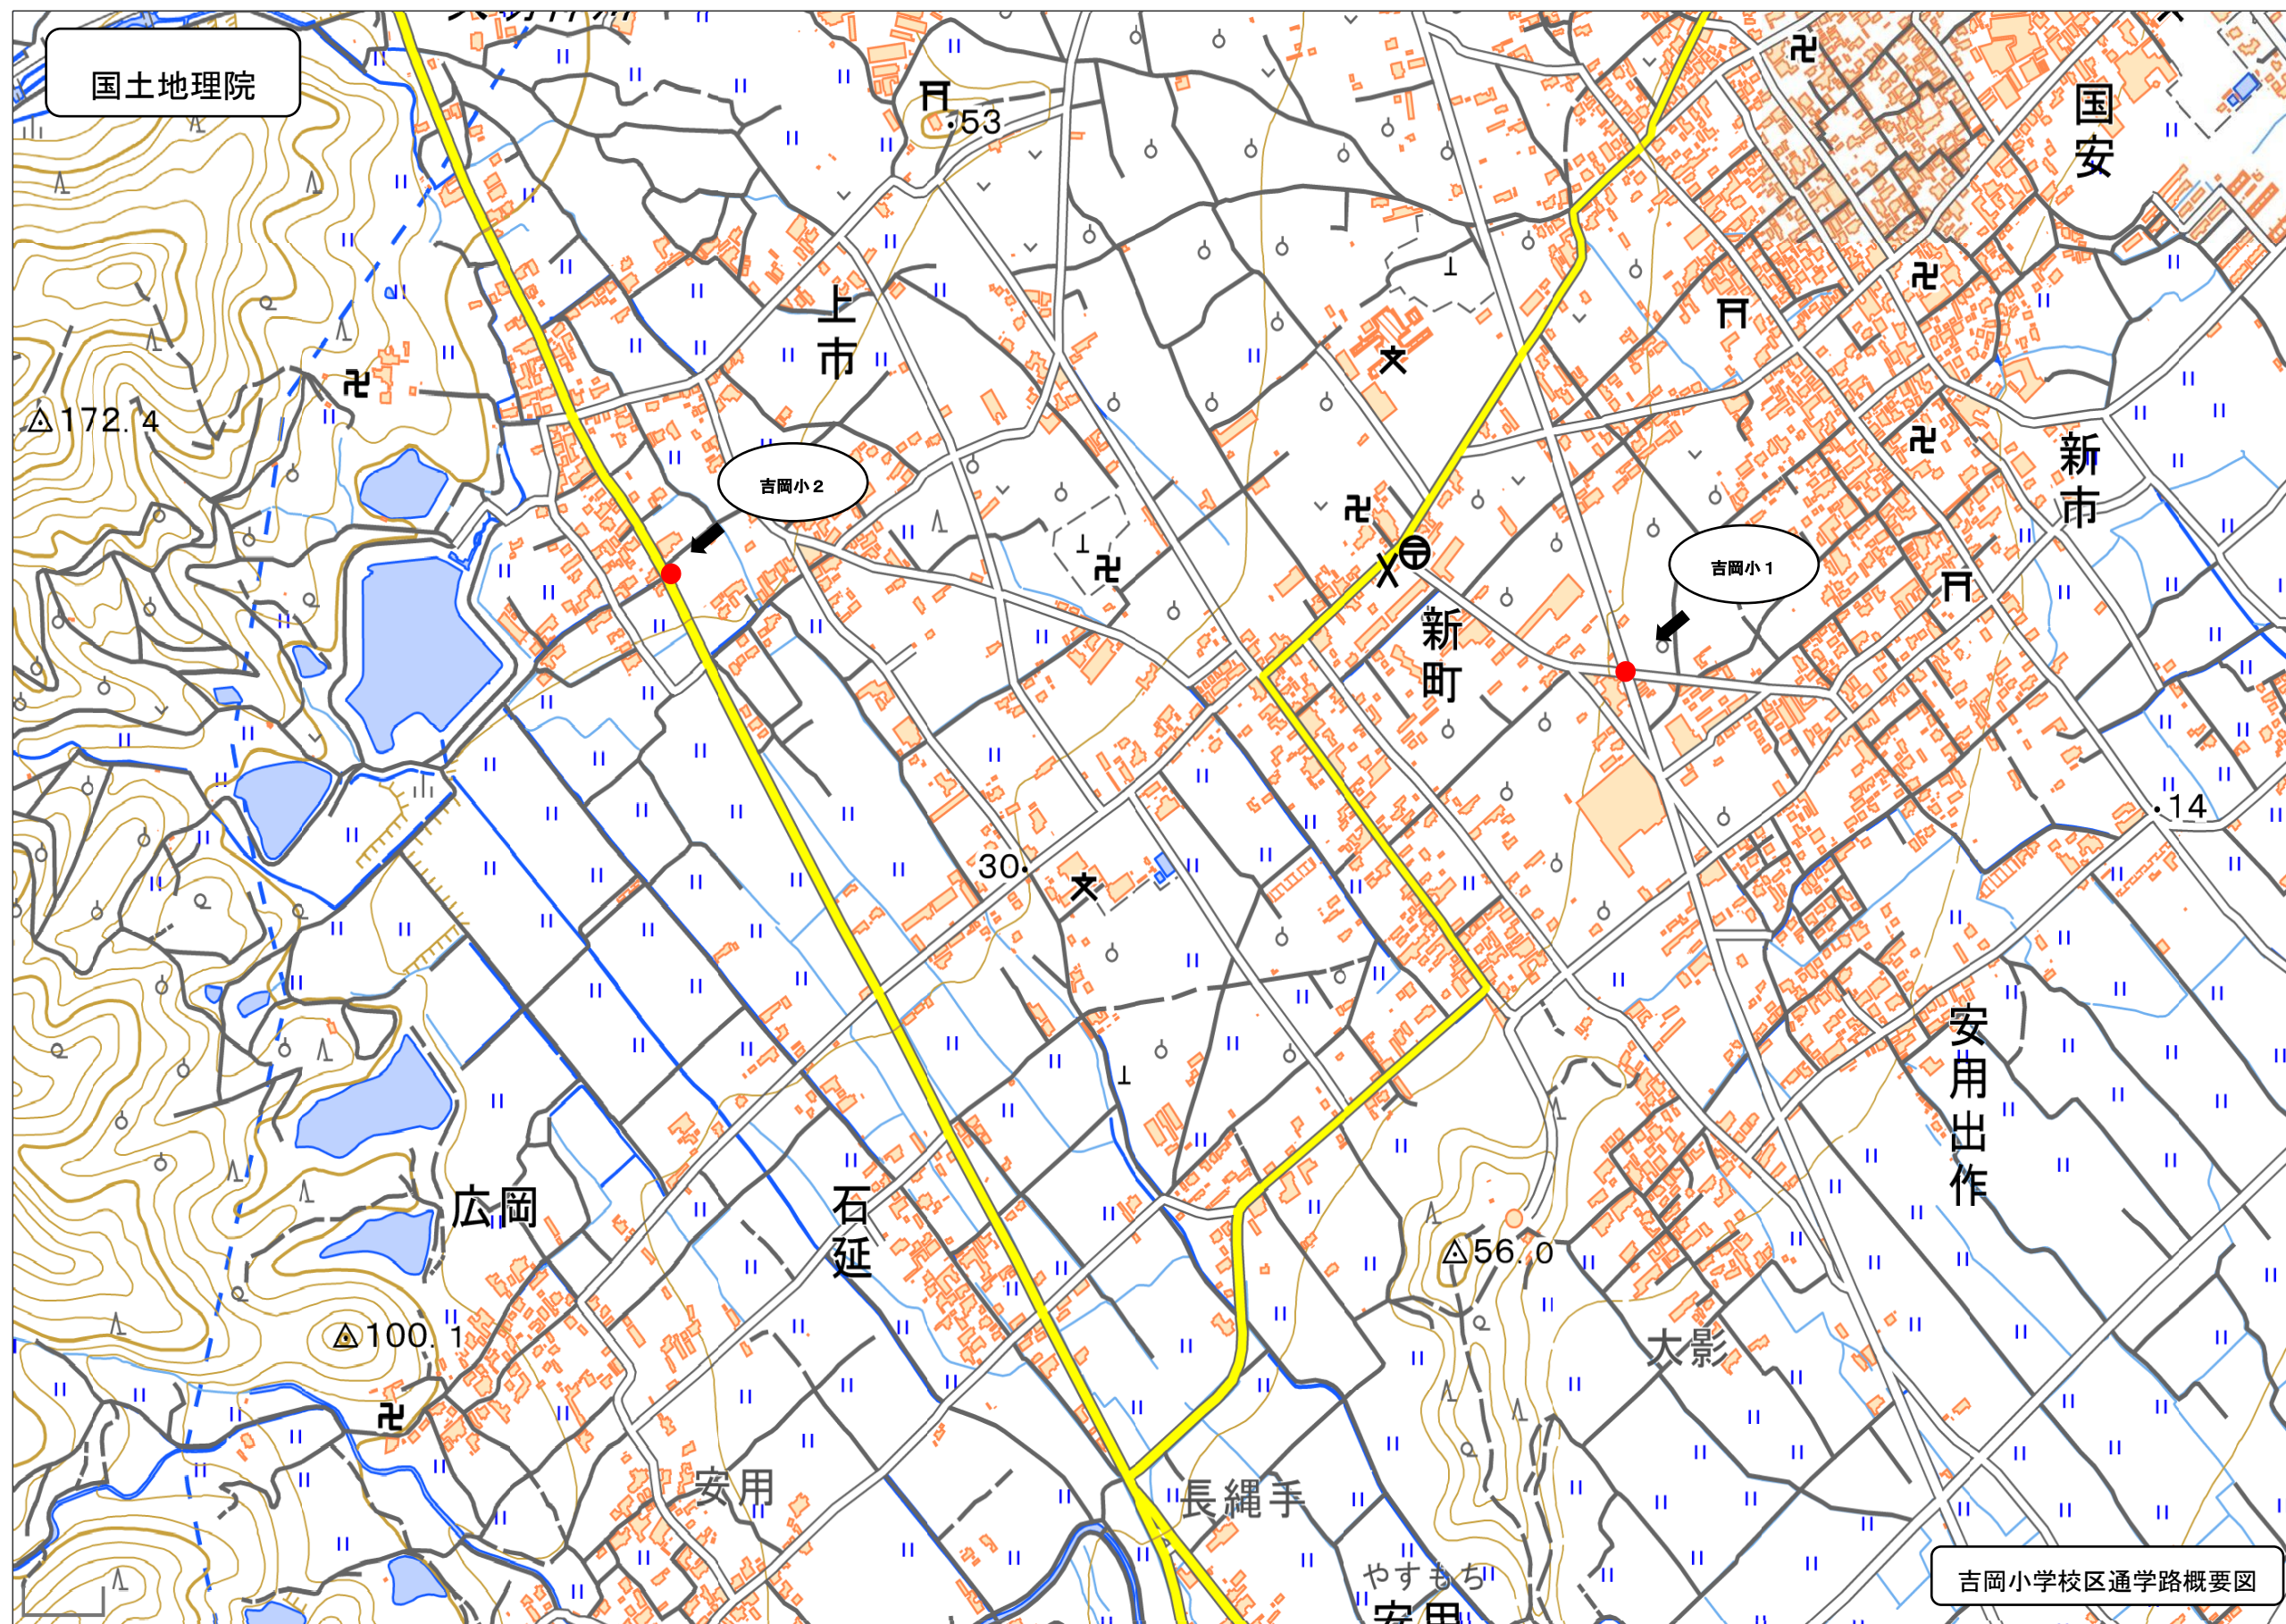 国土地理院
53
国安
上市
172.4
吉岡小2
新市
吉岡小1
新町
14
30
安用出作
広岡
石延
56.0
100.1
大影
安用
長縄手
やすもち
吉岡小学校区通学路概要図